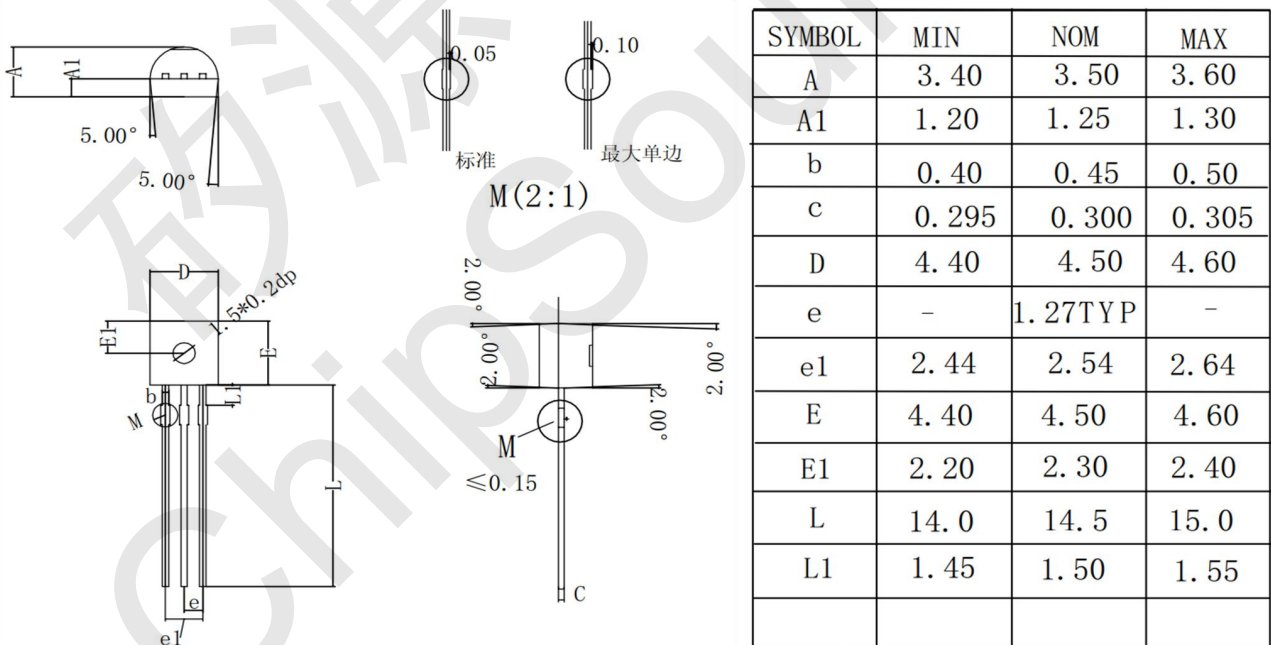 A
A1
5.00°
5.00°
0.05
0.10
标准
最大单边
M(2:1)
D
1.5*0.2dp
E1
E
b
L1
M
L
e
e1
2.00°
2.00°
2.00°
2.00°
M
≤0.15
C
SYMBOL MIN NOM MAX
A 3.40 3.50 3.60
A1 1.20 1.25 1.30
b 0.40 0.45 0.50
c 0.295 0.300 0.305
D 4.40 4.50 4.60
e - 1.27TYP -
e1 2.44 2.54 2.64
E 4.40 4.50 4.60
E1 2.20 2.30 2.40
L 14.0 14.5 15.0
L1 1.45 1.50 1.55
矽源
ChipSour